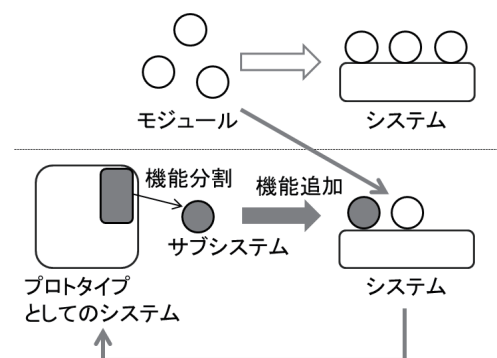 モジュール
システム
機能分割
機能追加
サブシステム
システム
プロトタイプ
としてのシステム